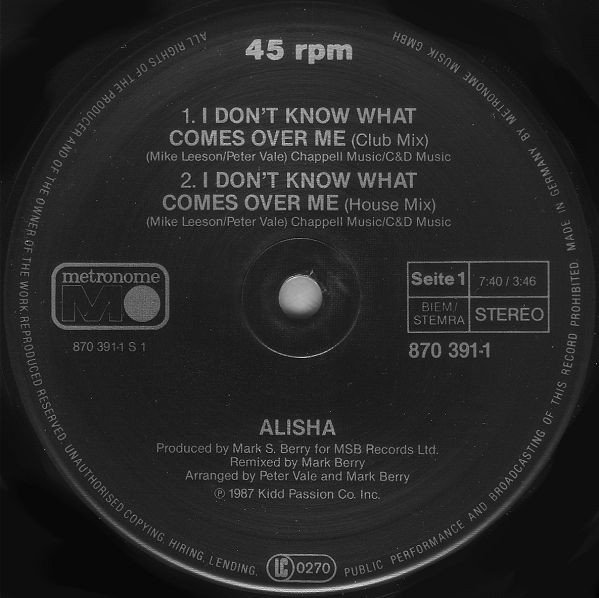 45 rpm
1. I DON'T KNOW WHAT
COMES OVER ME (Club Mix)
(Mike Leeson/Peter Vale) Chappell Music/C&D Music
2. I DON'T KNOW WHAT
COMES OVER ME (House Mix)
(Mike Leeson/Peter Vale) Chappell Music/C&D Music
metronome
M
870 391-1 S 1
Seite 1
7:40 / 3:46
BIEM/
STEMRA
STEREO
870 391-1
ALISHA
Produced by Mark S. Berry for MSB Records Ltd.
Remixed by Mark Berry
Arranged by Peter Vale and Mark Berry
℗ 1987 Kidd Passion Co. Inc.
ALL RIGHTS OF THE PRODUCER AND OF THE OWNER OF THE WORK REPRODUCED RESERVED. UNAUTHORISED COPYING, HIRING, LENDING, PUBLIC PERFORMANCE AND BROADCASTING OF THIS RECORD PROHIBITED. MADE IN GERMANY BY METRONOME MUSIK GMBH
LC 0270